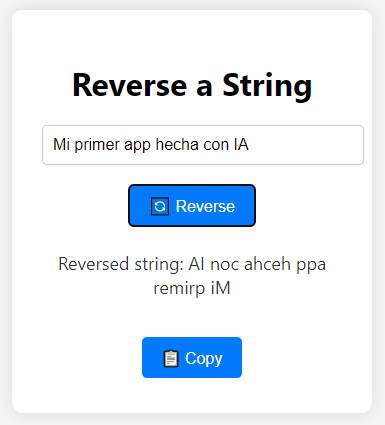 Reverse a String
Mi primer app hecha con IA
🔄 Reverse
Reversed string: AI noc ahceh ppa
remirp iM
📋 Copy